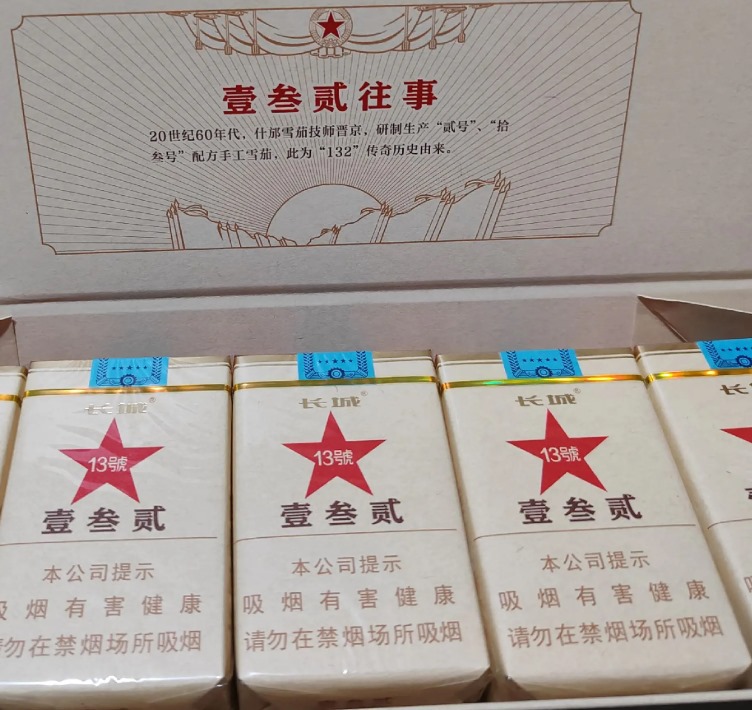 壹叁贰往事
20世纪60年代，什邡雪茄技师晋京，研制生产“贰号”、“拾
叁号”配方手工雪茄，此为“132”传奇历史由来。
长城®
13號
壹叁贰
本公司提示
吸烟有害健康
请勿在禁烟场所吸烟
长城®
13號
壹叁贰
本公司提示
吸烟有害健康
请勿在禁烟场所吸烟
长城®
13號
壹叁贰
本公司提示
吸烟有害健康
请勿在禁烟场所吸烟
长